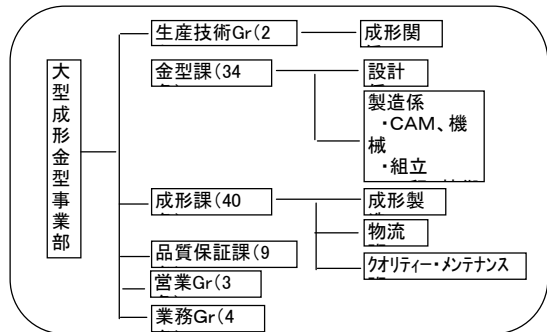 大型成形金型事業部
生産技術Gr(2
成形関
金型課(34
設計
製造係
・CAM、機
械
・組立
成形課(40
成形製
物流
クオリティー・メンテナンス
品質保証課(9
営業Gr(3
業務Gr(4